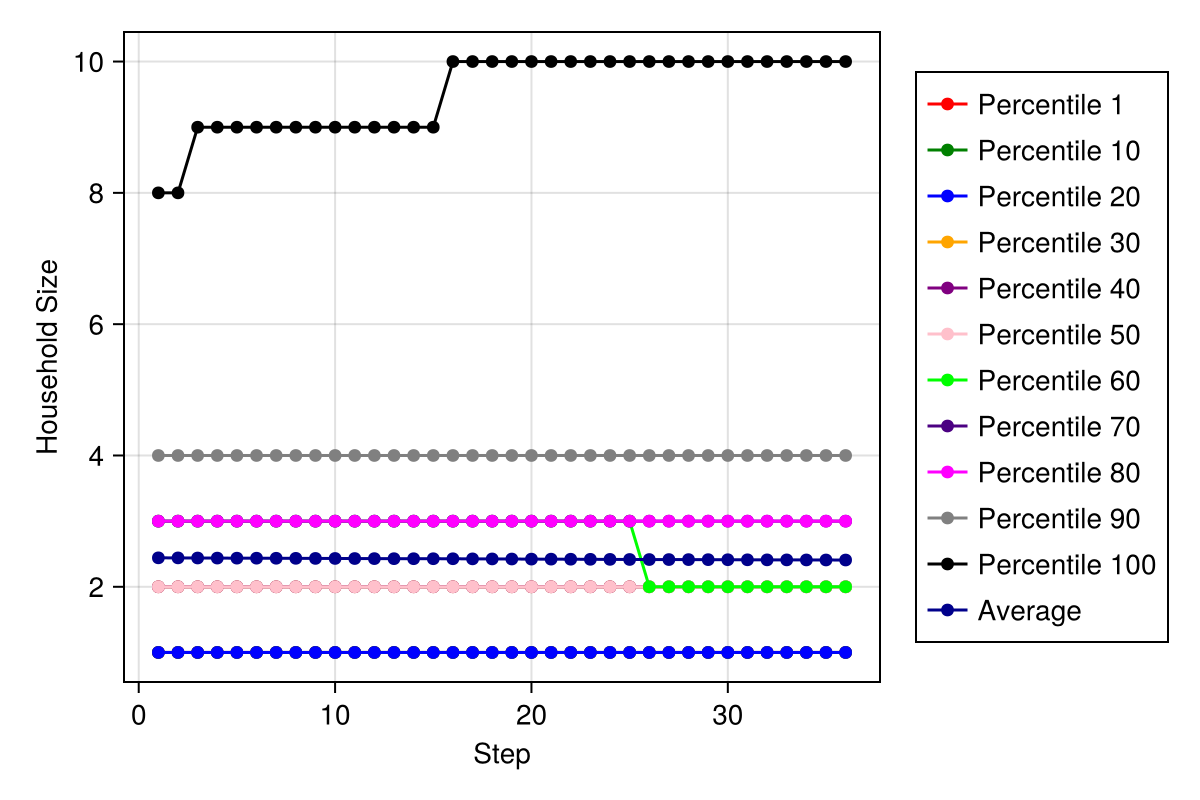 10
8
6
4
2
Household Size
0 10 20 30
Step
Percentile 1
Percentile 10
Percentile 20
Percentile 30
Percentile 40
Percentile 50
Percentile 60
Percentile 70
Percentile 80
Percentile 90
Percentile 100
Average